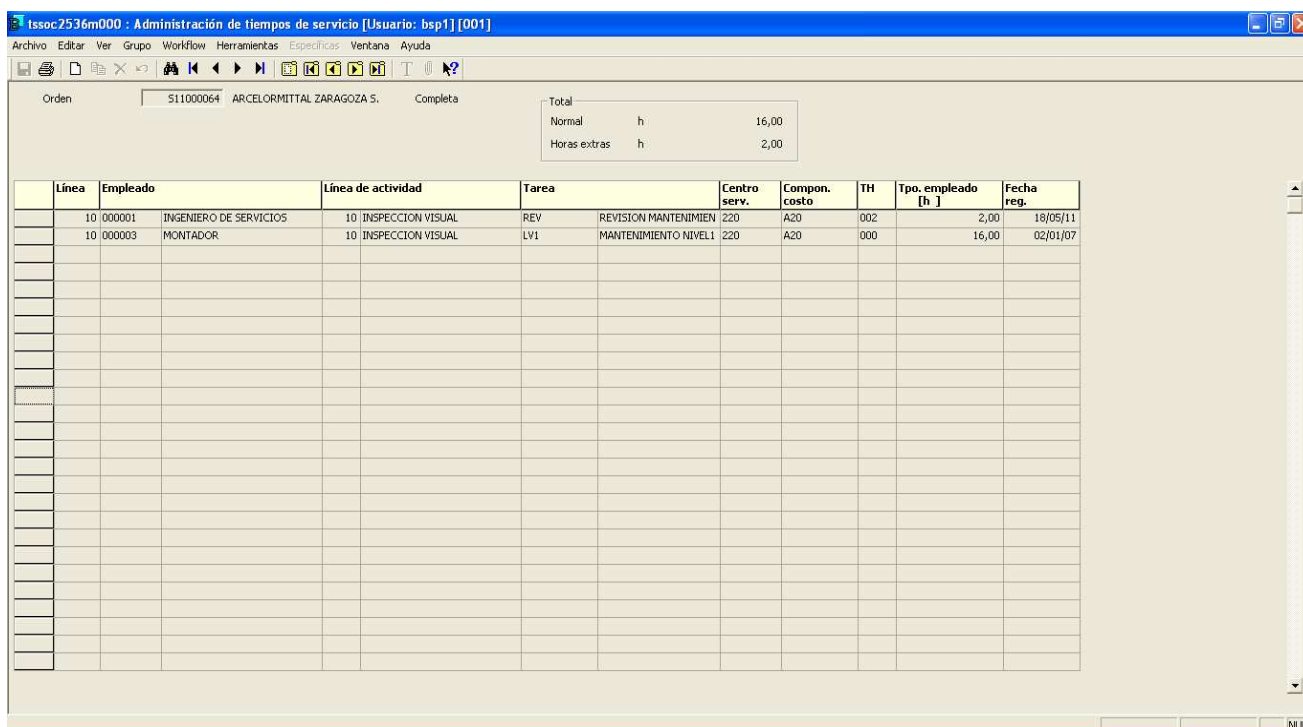 tssoc2536m000 : Administración de tiempos de servicio [Usuario: bsp1] [001]
Archivo Editar Ver Grupo Workflow Herramientas Específicas Ventana Ayuda
Orden S11000064 ARCELORMITTAL ZARAGOZA S. Completa
Total
Normal h 16,00
Horas extras h 2,00
Línea Empleado Línea de actividad Tarea Centro serv. Compon. costo TH Tpo. empleado [h ] Fecha reg.
10 000001 INGENIERO DE SERVICIOS 10 INSPECCION VISUAL REV REVISION MANTENIMIEN 220 A20 002 2,00 18/05/11
10 000003 MONTADOR 10 INSPECCION VISUAL LV1 MANTENIMIENTO NIVEL1 220 A20 000 16,00 02/01/07